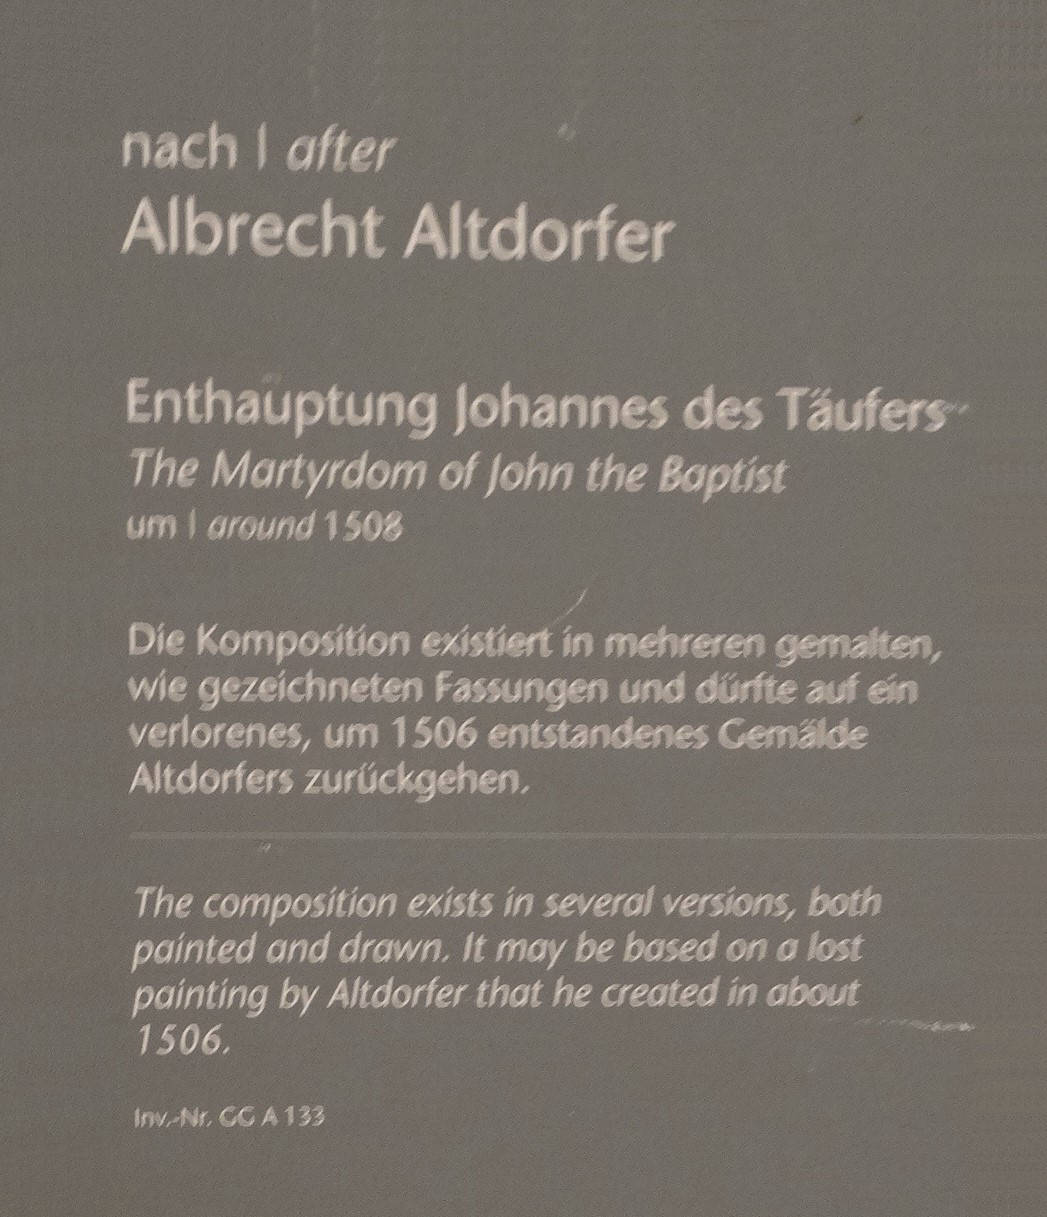 nach | after
Albrecht Altdorfer
Enthauptung Johannes des Täufers
The Martyrdom of John the Baptist
um | around 1508
Die Komposition existiert in mehreren gemalten,
wie gezeichneten Fassungen und dürfte auf ein
verlorenes, um 1506 entstandenes Gemälde
Altdorfers zurückgehen.
The composition exists in several versions, both
painted and drawn. It may be based on a lost
painting by Altdorfer that he created in about
1506.
Inv.-Nr. GG A 133